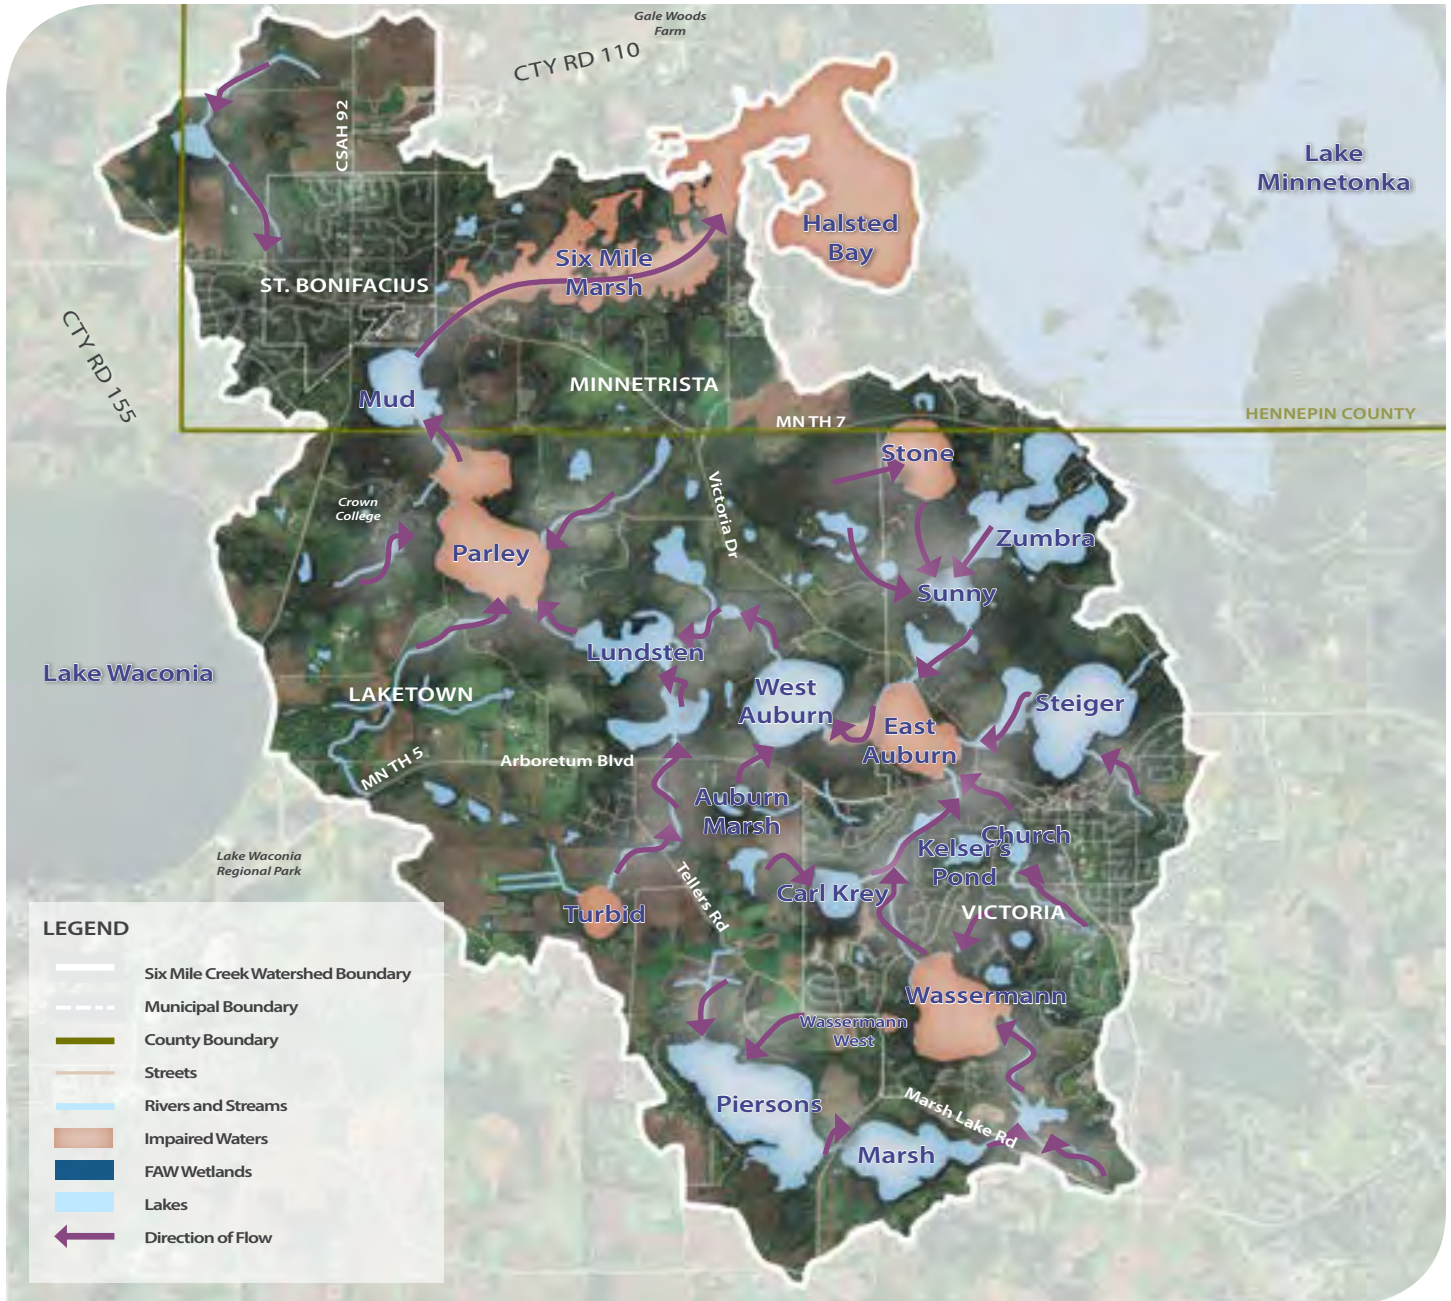 Gale Woods
Farm
CTY RD 110
CSAH 92
Lake
Minnetonka
Halsted
Bay
Six Mile
Marsh
ST. BONIFACIUS
CTY RD 155
Mud
MINNETRISTA
MN TH 7
HENNEPIN COUNTY
Stone
Crown
College
Victoria Dr
Zumbra
Parley
Sunny
Lundsten
Lake Waconia
LAKETOWN
West
Auburn
Steiger
East
Auburn
MN TH 5
Arboretum Blvd
Auburn
Marsh
Church
Kelser's
Pond
Lake Waconia
Regional Park
Tellers Rd
Carl Krey
Turbid
VICTORIA
Wassermann
Wassermann
West
Piersons
Marsh Lake Rd
Marsh
LEGEND
Six Mile Creek Watershed Boundary
Municipal Boundary
County Boundary
Streets
Rivers and Streams
Impaired Waters
FAW Wetlands
Lakes
Direction of Flow